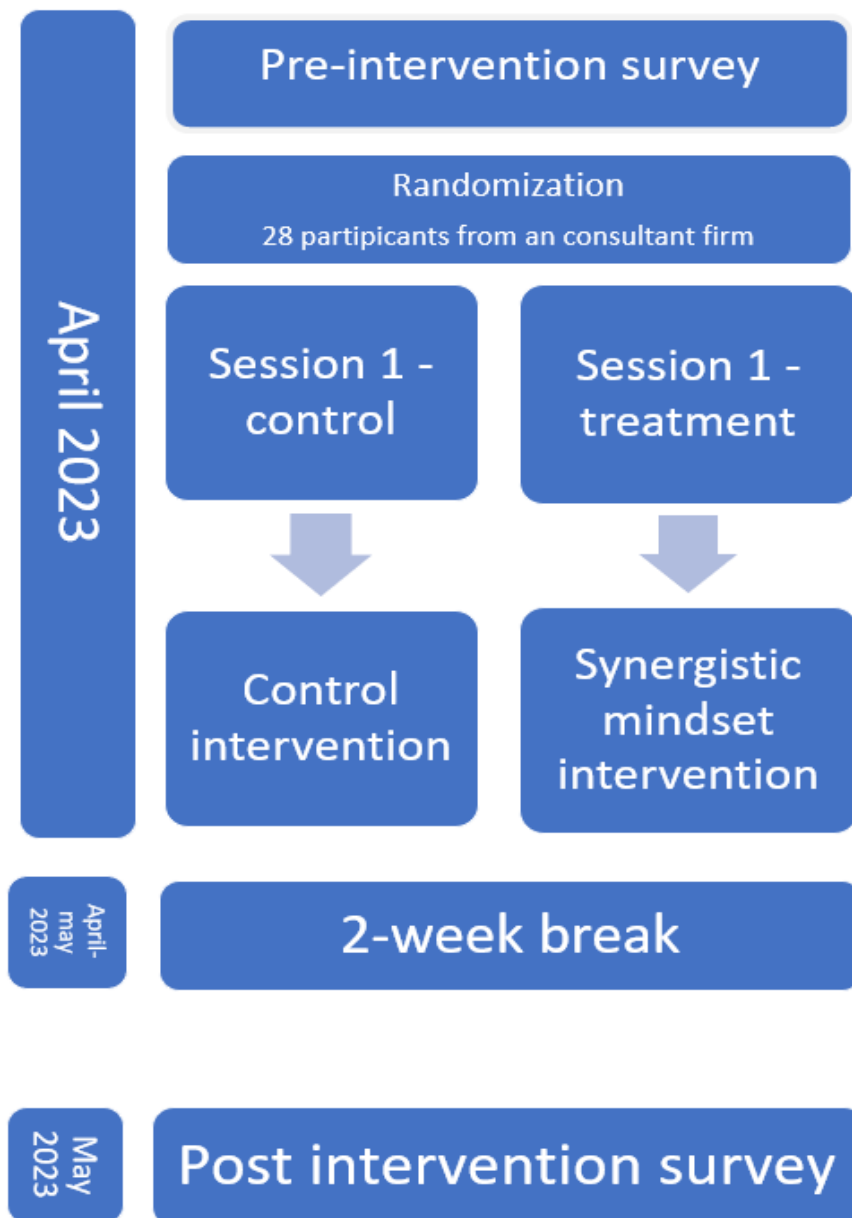 April 2023
Pre-intervention survey
Randomization
28 partipicants from an consultant firm
Session 1 -
control
Session 1 -
treatment
Control
intervention
Synergistic
mindset
intervention
April-
may
2023
2-week break
May
2023
Post intervention survey